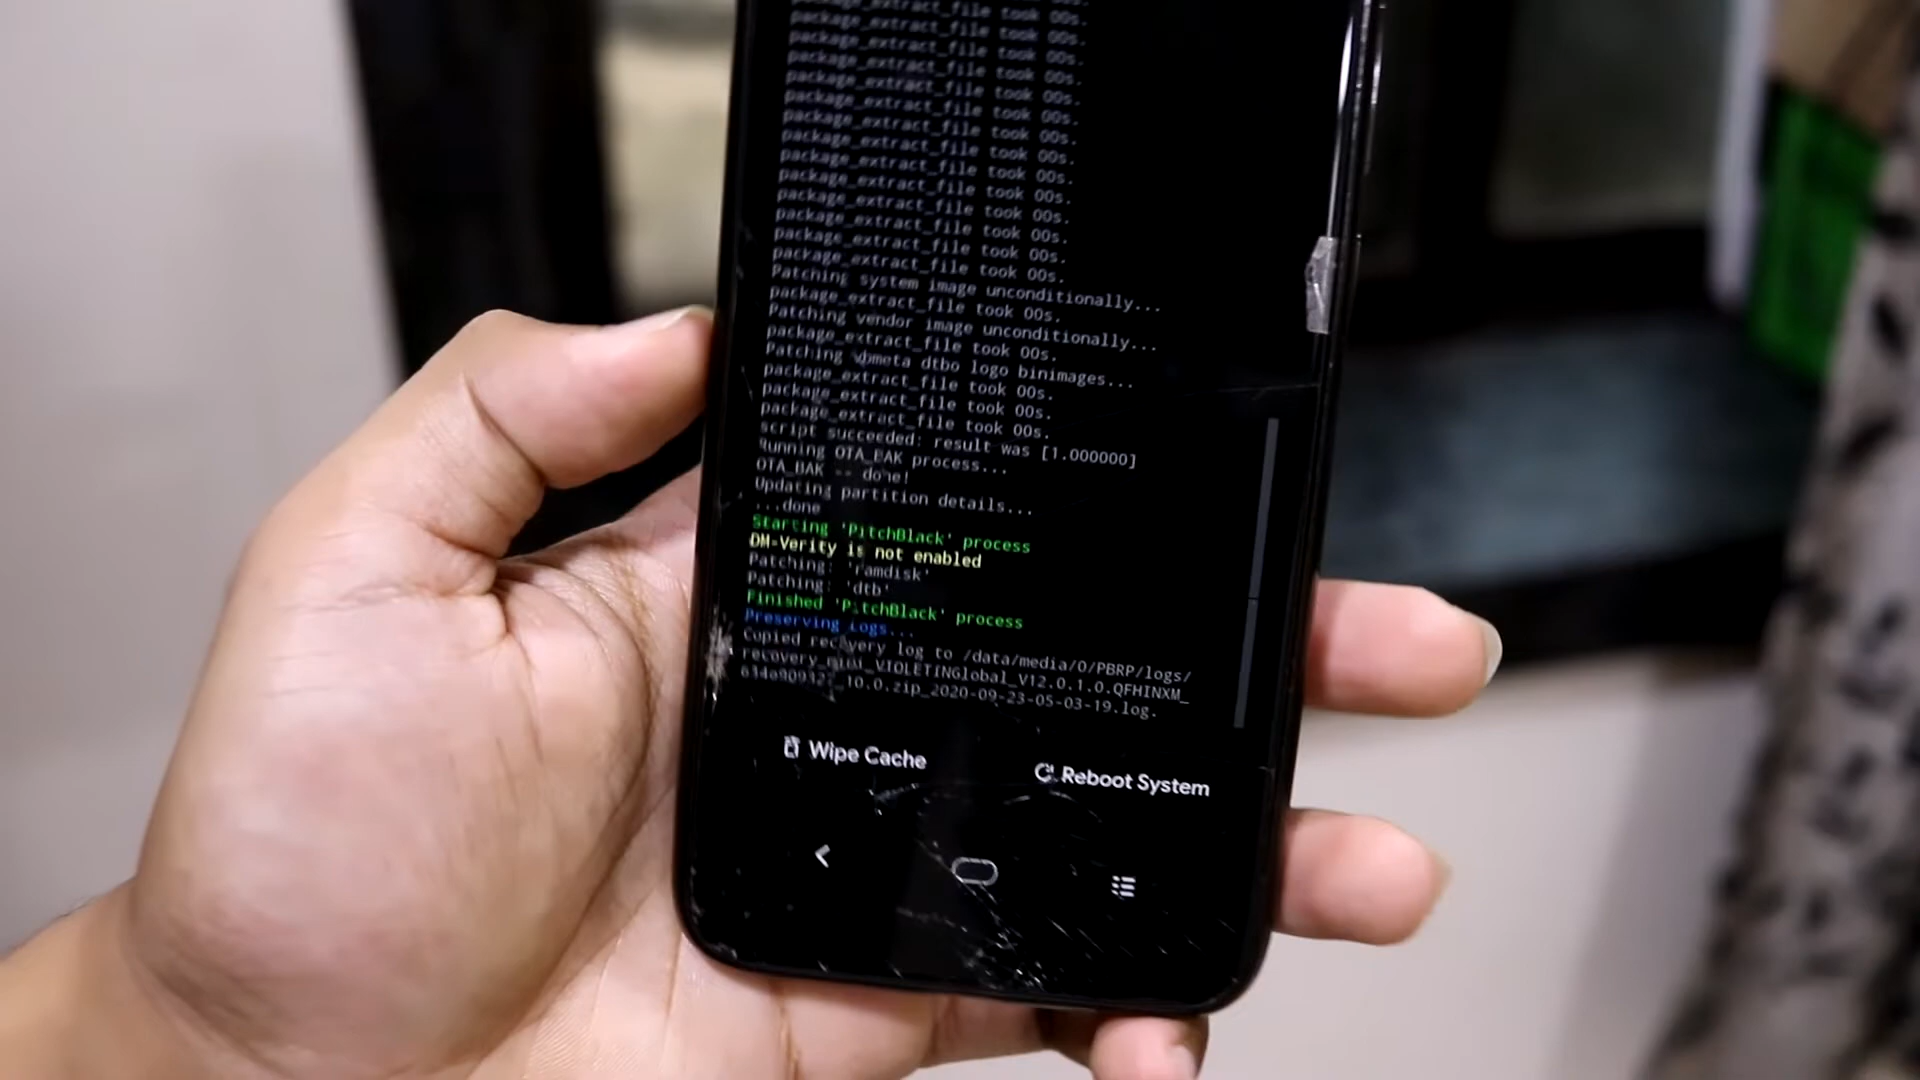 package_extract_file took 00s.
package_extract_file took 00s.
package_extract_file took 00s.
package_extract_file took 00s.
package_extract_file took 00s.
package_extract_file took 00s.
package_extract_file took 00s.
package_extract_file took 00s.
package_extract_file took 00s.
package_extract_file took 00s.
package_extract_file took 00s.
package_extract_file took 00s.
package_extract_file took 00s.
Patching system image unconditionally...
package_extract_file took 00s.
Patching vendor image unconditionally...
package_extract_file took 00s.
Patching vbmeta dtbo logo binimages...
package_extract_file took 00s.
package_extract_file took 00s.
package_extract_file took 00s.
script succeeded: result was [1.000000]
Running OTA_BAK process...
OTA_BAK -- done!
Updating partition details...
...done
Starting 'PitchBlack' process
DM-Verity is not enabled
Patching: 'ramdisk'
Patching: 'dtb'
Finished 'PitchBlack' process
Preserving Logs...
Copied recovery log to /data/media/0/PBRP/logs/
recovery_miui_VIOLETINGlobal_V12.0.1.0.QFHINXM_
10.0.zip_2020-09-23-05-03-19.log.
Wipe Cache
Reboot System